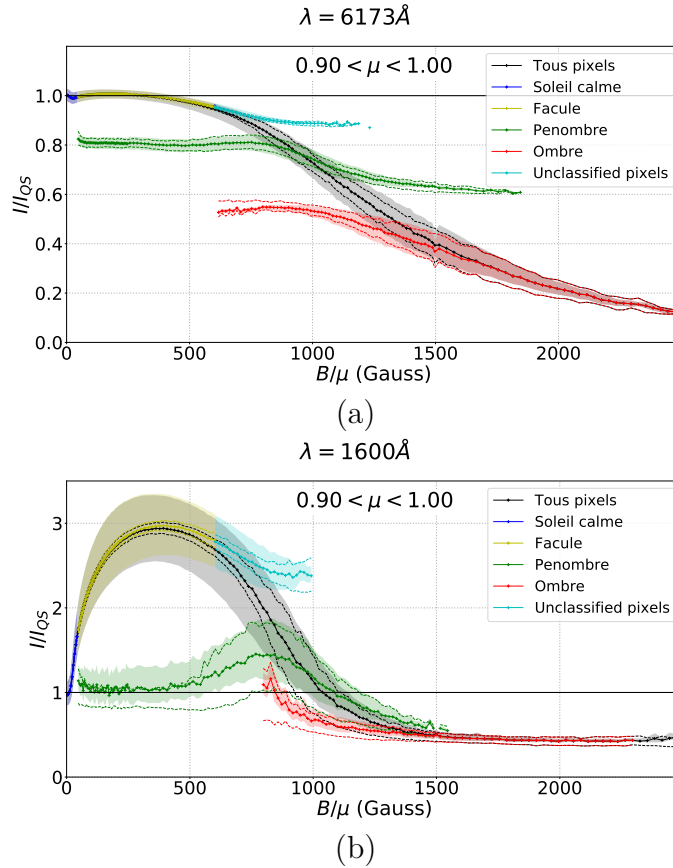 λ = 6173Å
0.90 < μ < 1.00
Tous pixels
Soleil calme
Facule
Penombre
Ombre
Unclassified pixels
I/I_QS
1.0
0.8
0.6
0.4
0.2
0.0
0 500 1000 1500 2000
B/μ (Gauss)
(a)
λ = 1600Å
0.90 < μ < 1.00
Tous pixels
Soleil calme
Facule
Penombre
Ombre
Unclassified pixels
I/I_QS
3
2
1
0
0 500 1000 1500 2000
B/μ (Gauss)
(b)